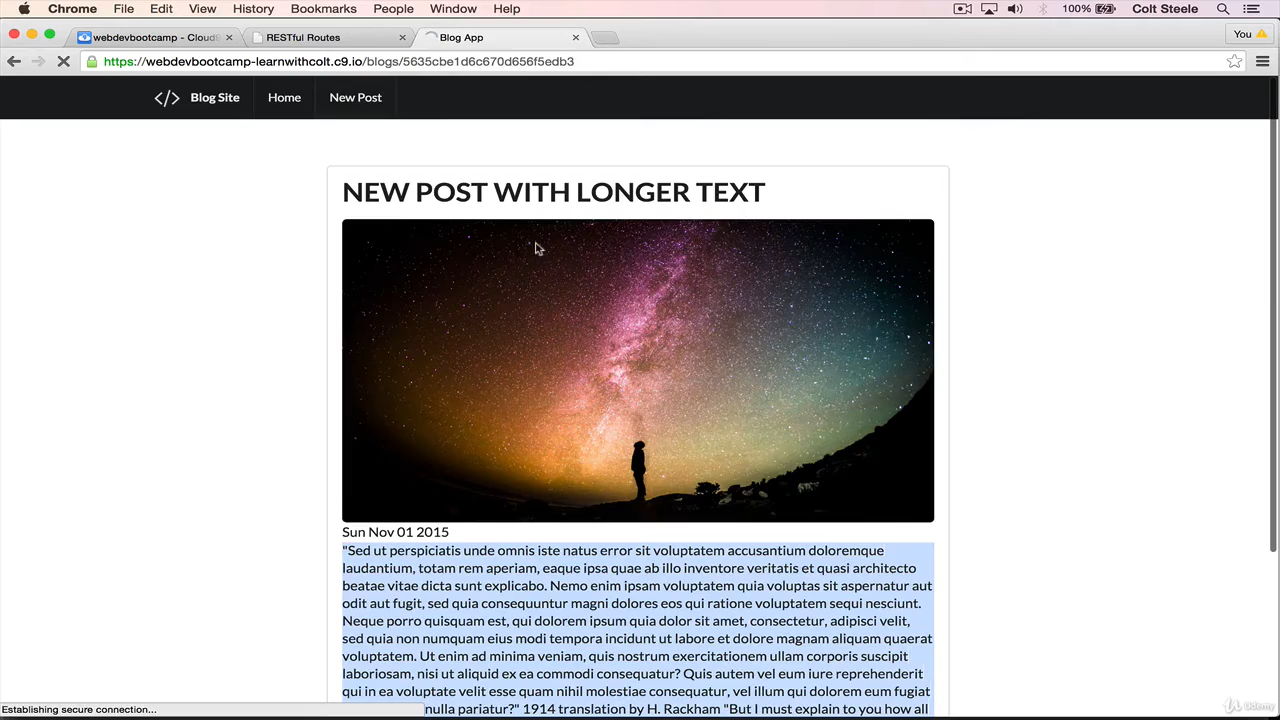 Chrome File Edit View History Bookmarks People Window Help 100% Colt Steele
webdevbootcamp - Cloud9 × RESTful Routes × Blog App × You
https://webdevbootcamp-learnwithcolt.c9.io/blogs/5635cbe1d6c670d656f5edb3
</> Blog Site Home New Post
NEW POST WITH LONGER TEXT
Sun Nov 01 2015
"Sed ut perspiciatis unde omnis iste natus error sit voluptatem accusantium doloremque
laudantium, totam rem aperiam, eaque ipsa quae ab illo inventore veritatis et quasi architecto
beatae vitae dicta sunt explicabo. Nemo enim ipsam voluptatem quia voluptas sit aspernatur aut
odit aut fugit, sed quia consequuntur magni dolores eos qui ratione voluptatem sequi nesciunt.
Neque porro quisquam est, qui dolorem ipsum quia dolor sit amet, consectetur, adipisci velit,
sed quia non numquam eius modi tempora incidunt ut labore et dolore magnam aliquam quaerat
voluptatem. Ut enim ad minima veniam, quis nostrum exercitationem ullam corporis suscipit
laboriosam, nisi ut aliquid ex ea commodi consequatur? Quis autem vel eum iure reprehenderit
qui in ea voluptate velit esse quam nihil molestiae consequatur, vel illum qui dolorem eum fugiat
nulla pariatur?" 1914 translation by H. Rackham "But I must explain to you how all
Establishing secure connection...
Udemy